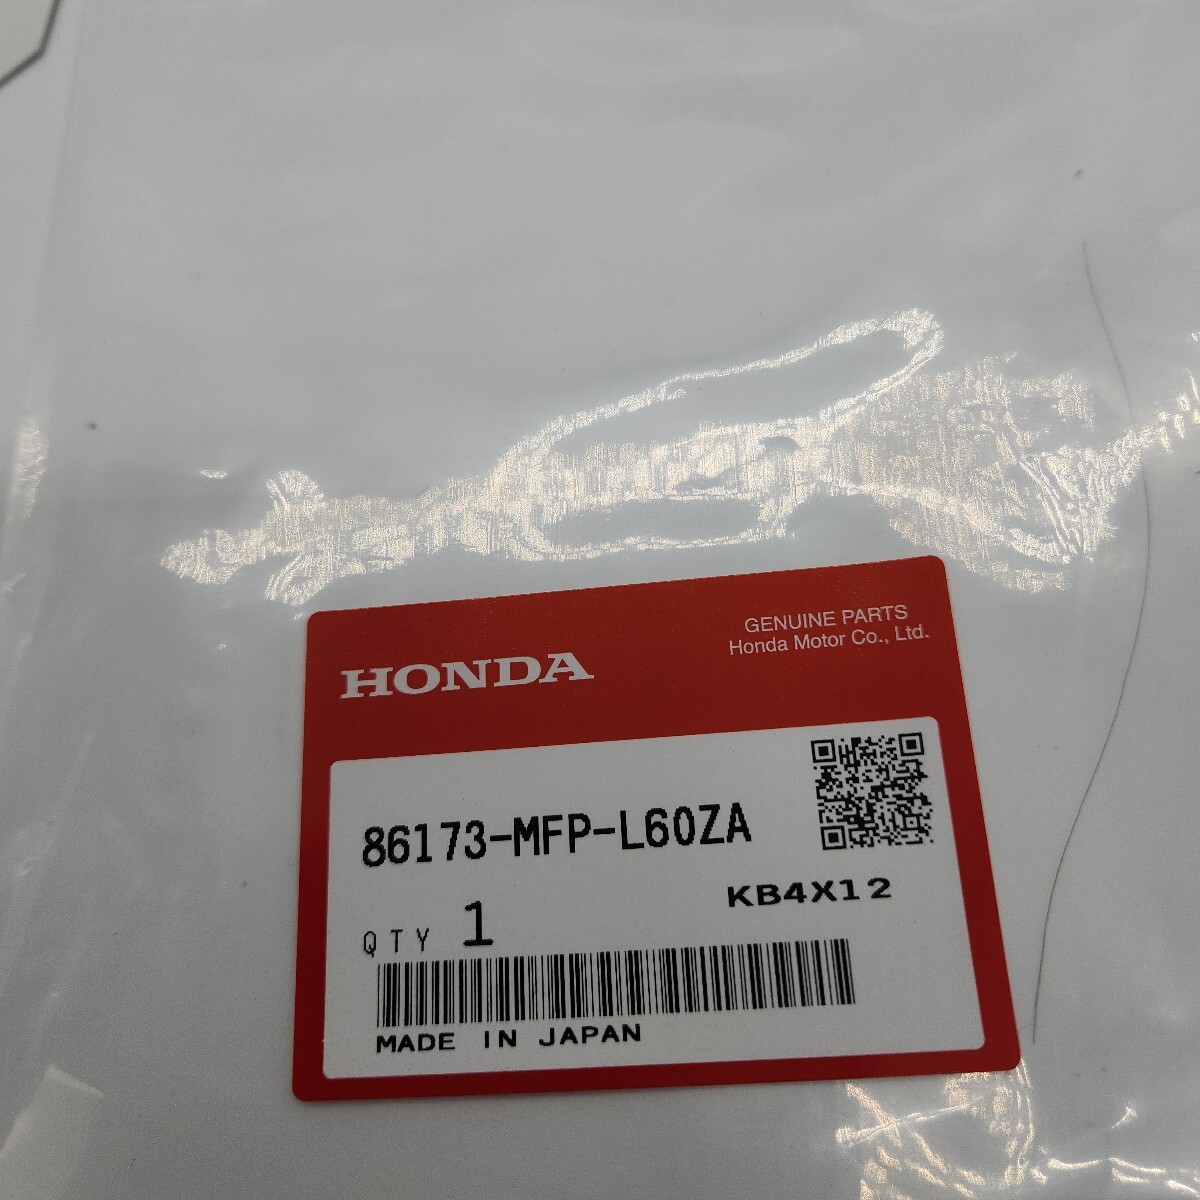 HONDA
GENUINE PARTS
Honda Motor Co., Ltd.
86173-MFP-L60ZA
KB4X12
QTY 1
MADE IN JAPAN